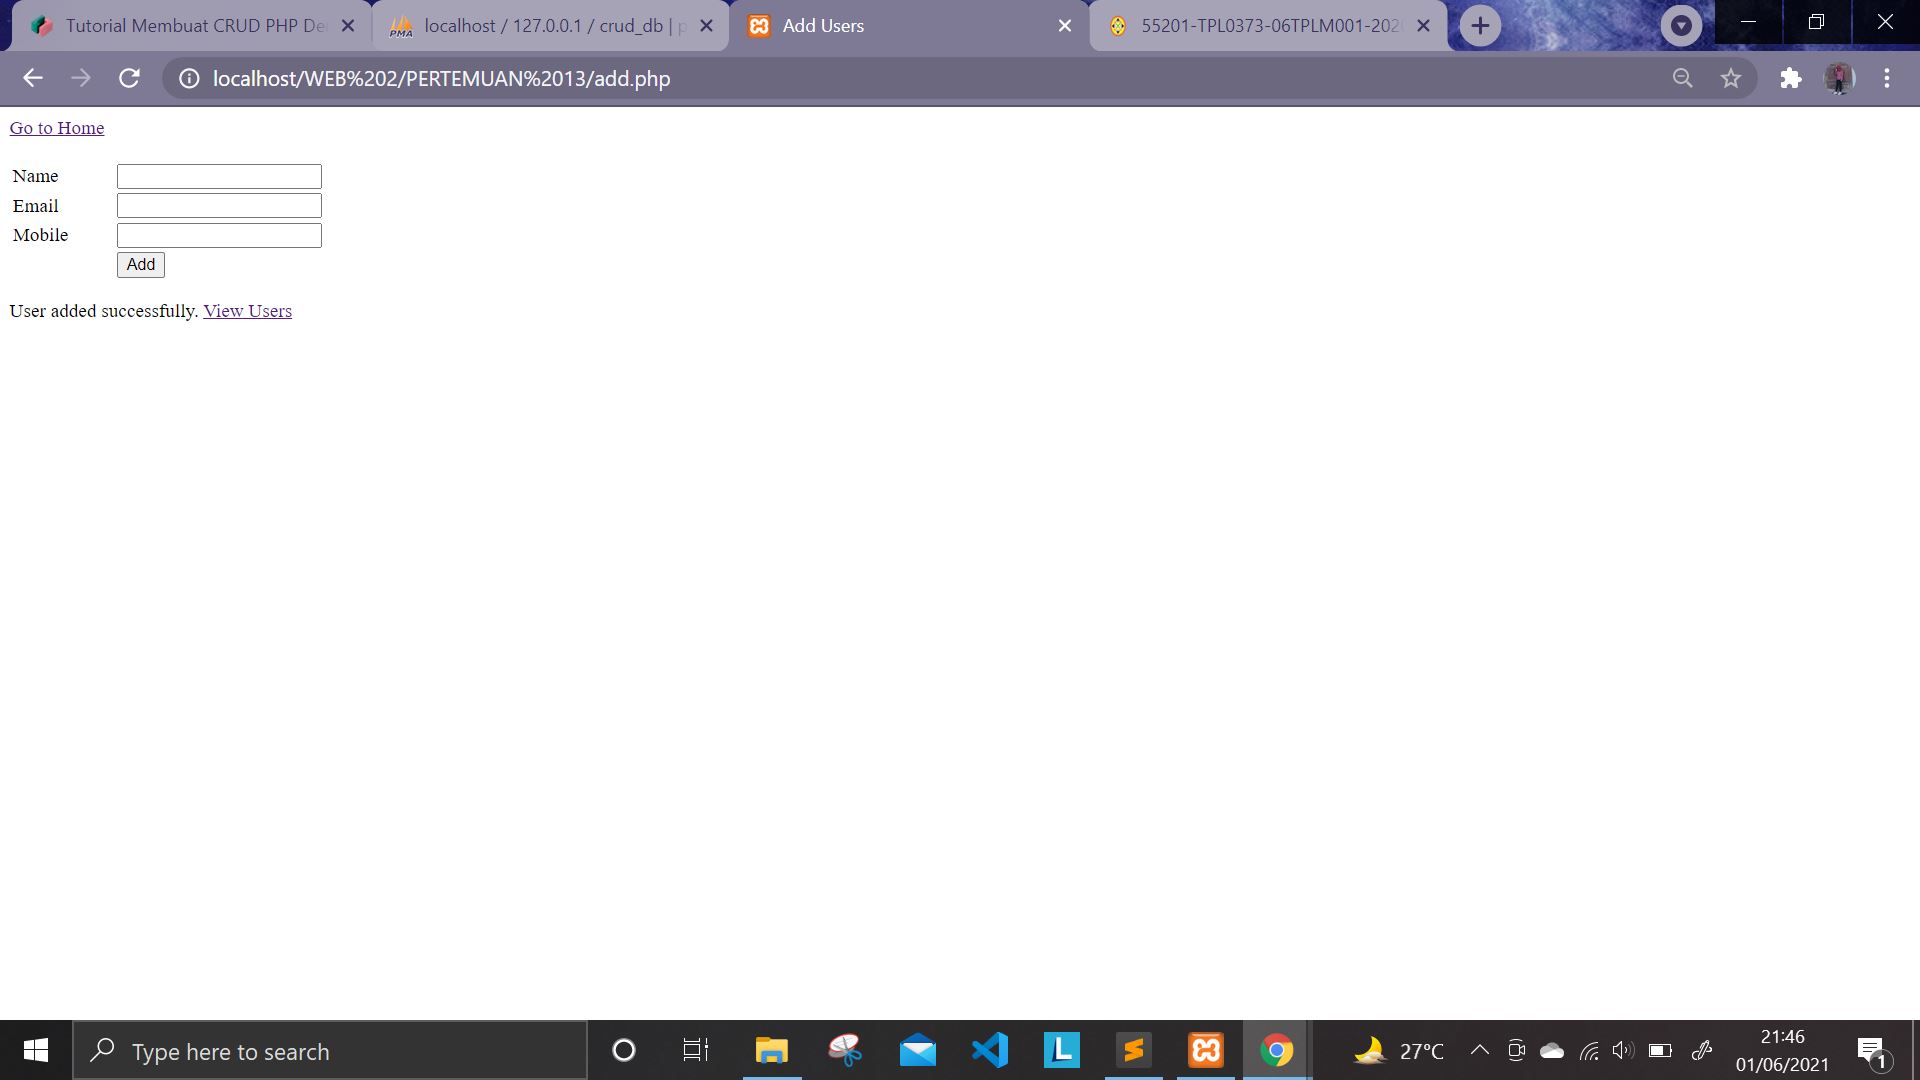 Tutorial Membuat CRUD PHP De
localhost / 127.0.0.1 / crud_db | p
Add Users
55201-TPL0373-06TPLM001-202
localhost/WEB%202/PERTEMUAN%2013/add.php
Go to Home
Name
Email
Mobile
Add
User added successfully. View Users
Type here to search
27°C
21:46
01/06/2021
1